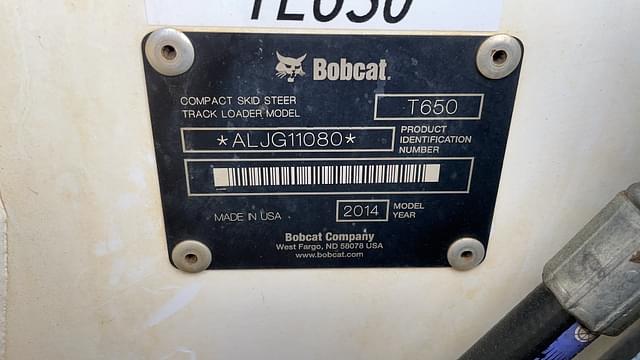 TL650
Bobcat.
COMPACT SKID STEER
TRACK LOADER MODEL
T650
*ALJG11080*
PRODUCT
IDENTIFICATION
NUMBER
MADE IN USA
2014
MODEL
YEAR
Bobcat Company
West Fargo, ND 58078 USA
www.bobcat.com